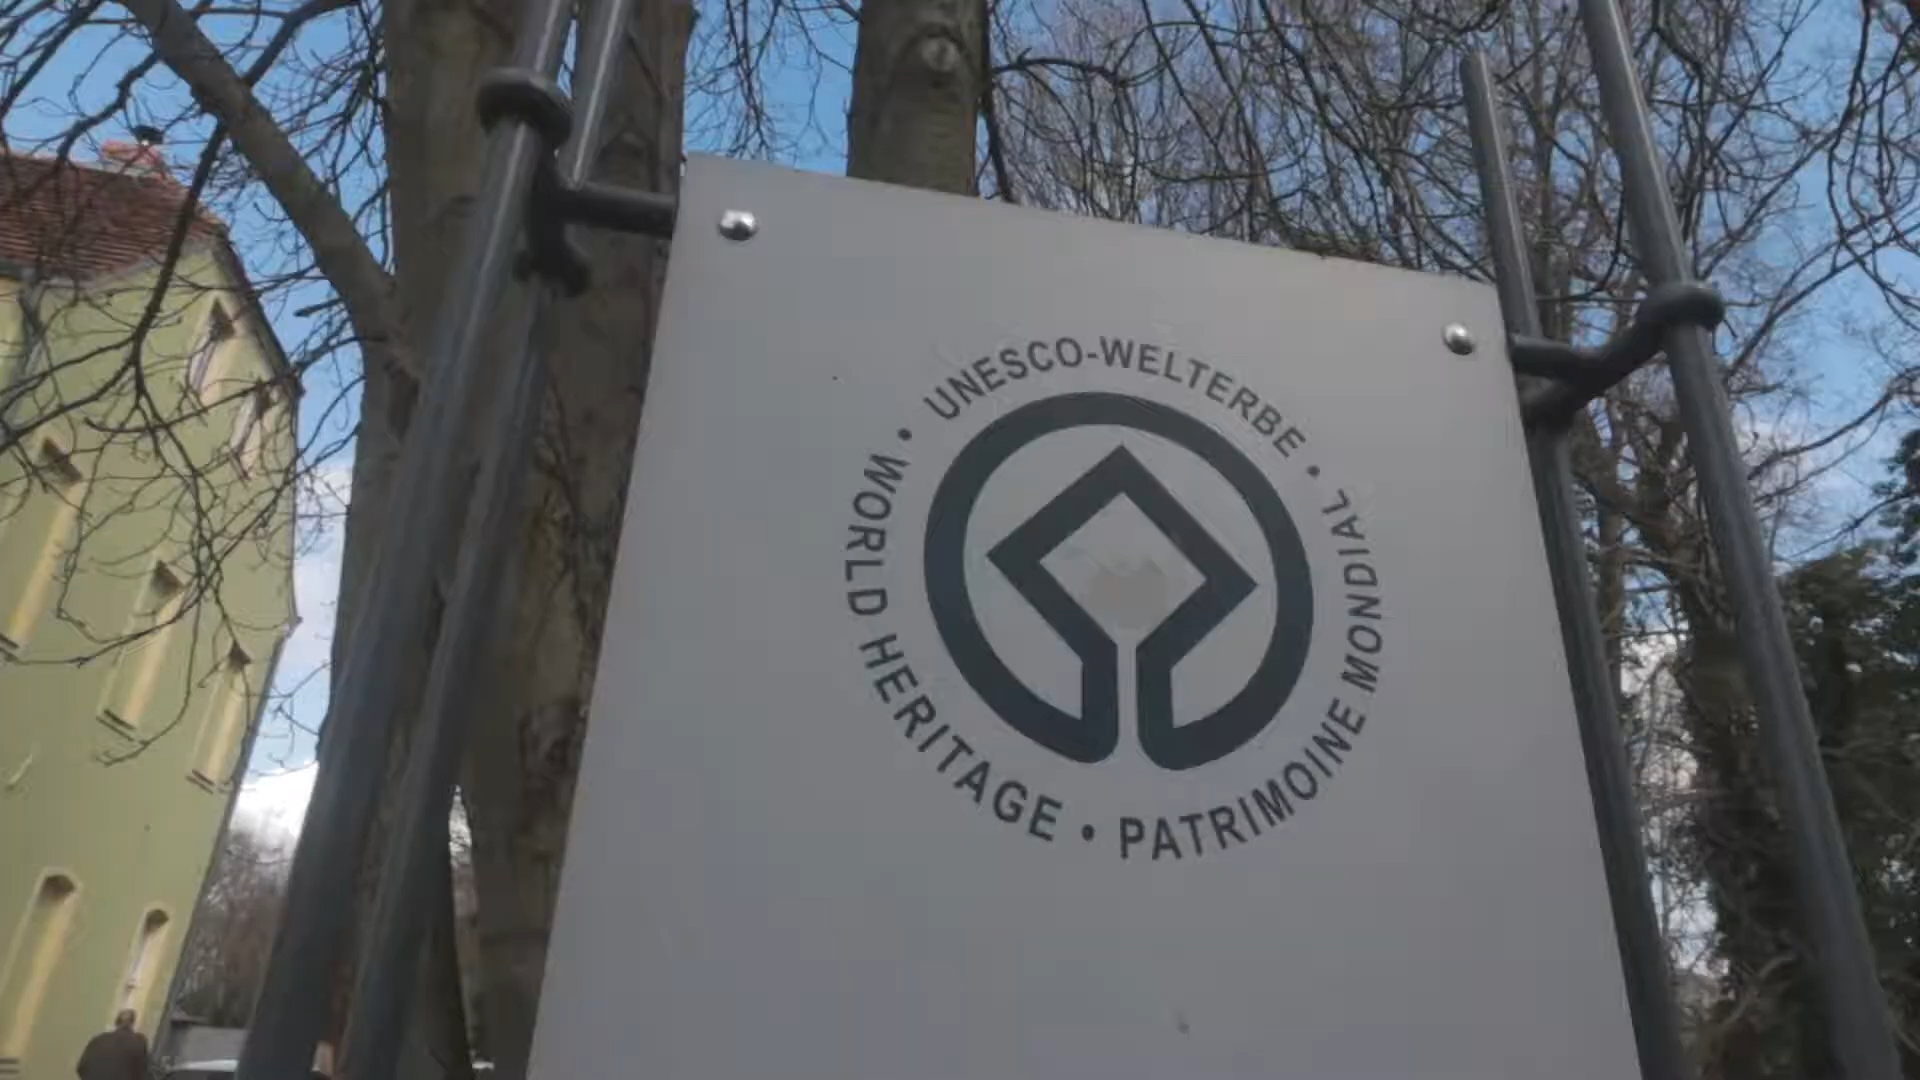 UNESCO-WELTERBE •
WORLD HERITAGE •
PATRIMOINE MONDIAL •